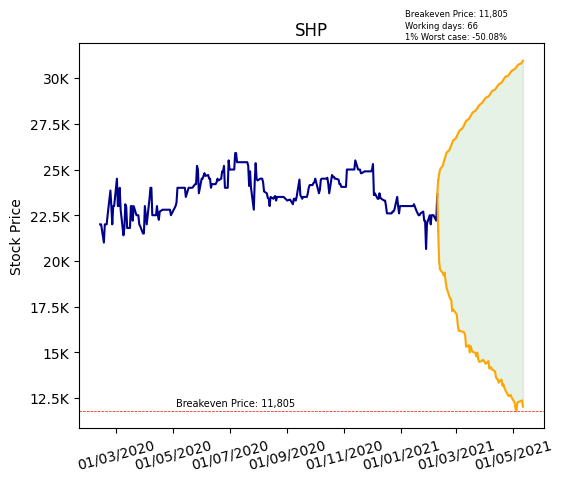 Breakeven Price: 11,805
Working days: 66
1% Worst case: -50.08%
SHP
Stock Price
30K
27.5K
25K
22.5K
20K
17.5K
15K
12.5K
Breakeven Price: 11,805
01/03/2020
01/05/2020
01/07/2020
01/09/2020
01/11/2020
01/01/2021
01/03/2021
01/05/2021